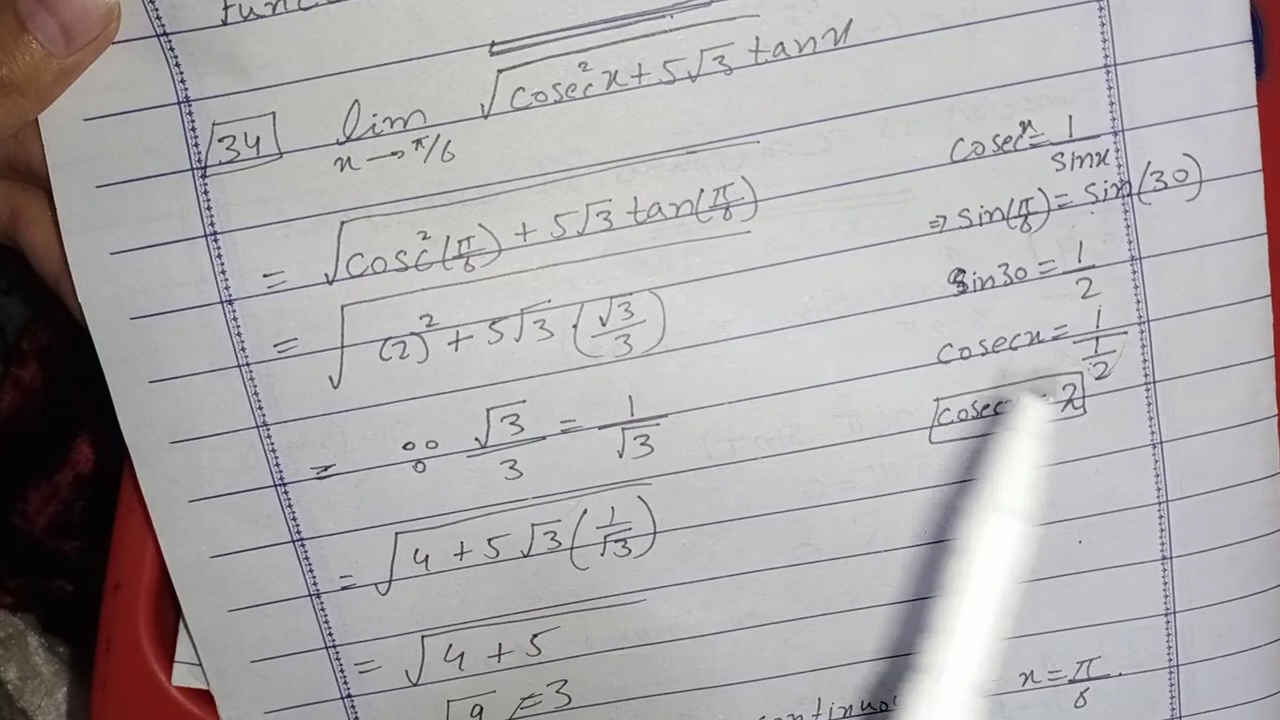 34 lim x→π/6 √cosec²x + 5√3 tanx
= √cosec²(π/6) + 5√3 tan(π/6)
= √(2)² + 5√3 · (√3/3)
= ∵ √3/3 = 1/√3
= √4 + 5√3(1/√3)
= √4 + 5
√9 = 3
cosecx = 1/sinx
⇒ sin(π/6) = sin(30)
sin30 = 1/2
cosecx = 1/1/2
cosecx = 2
x = π/6.